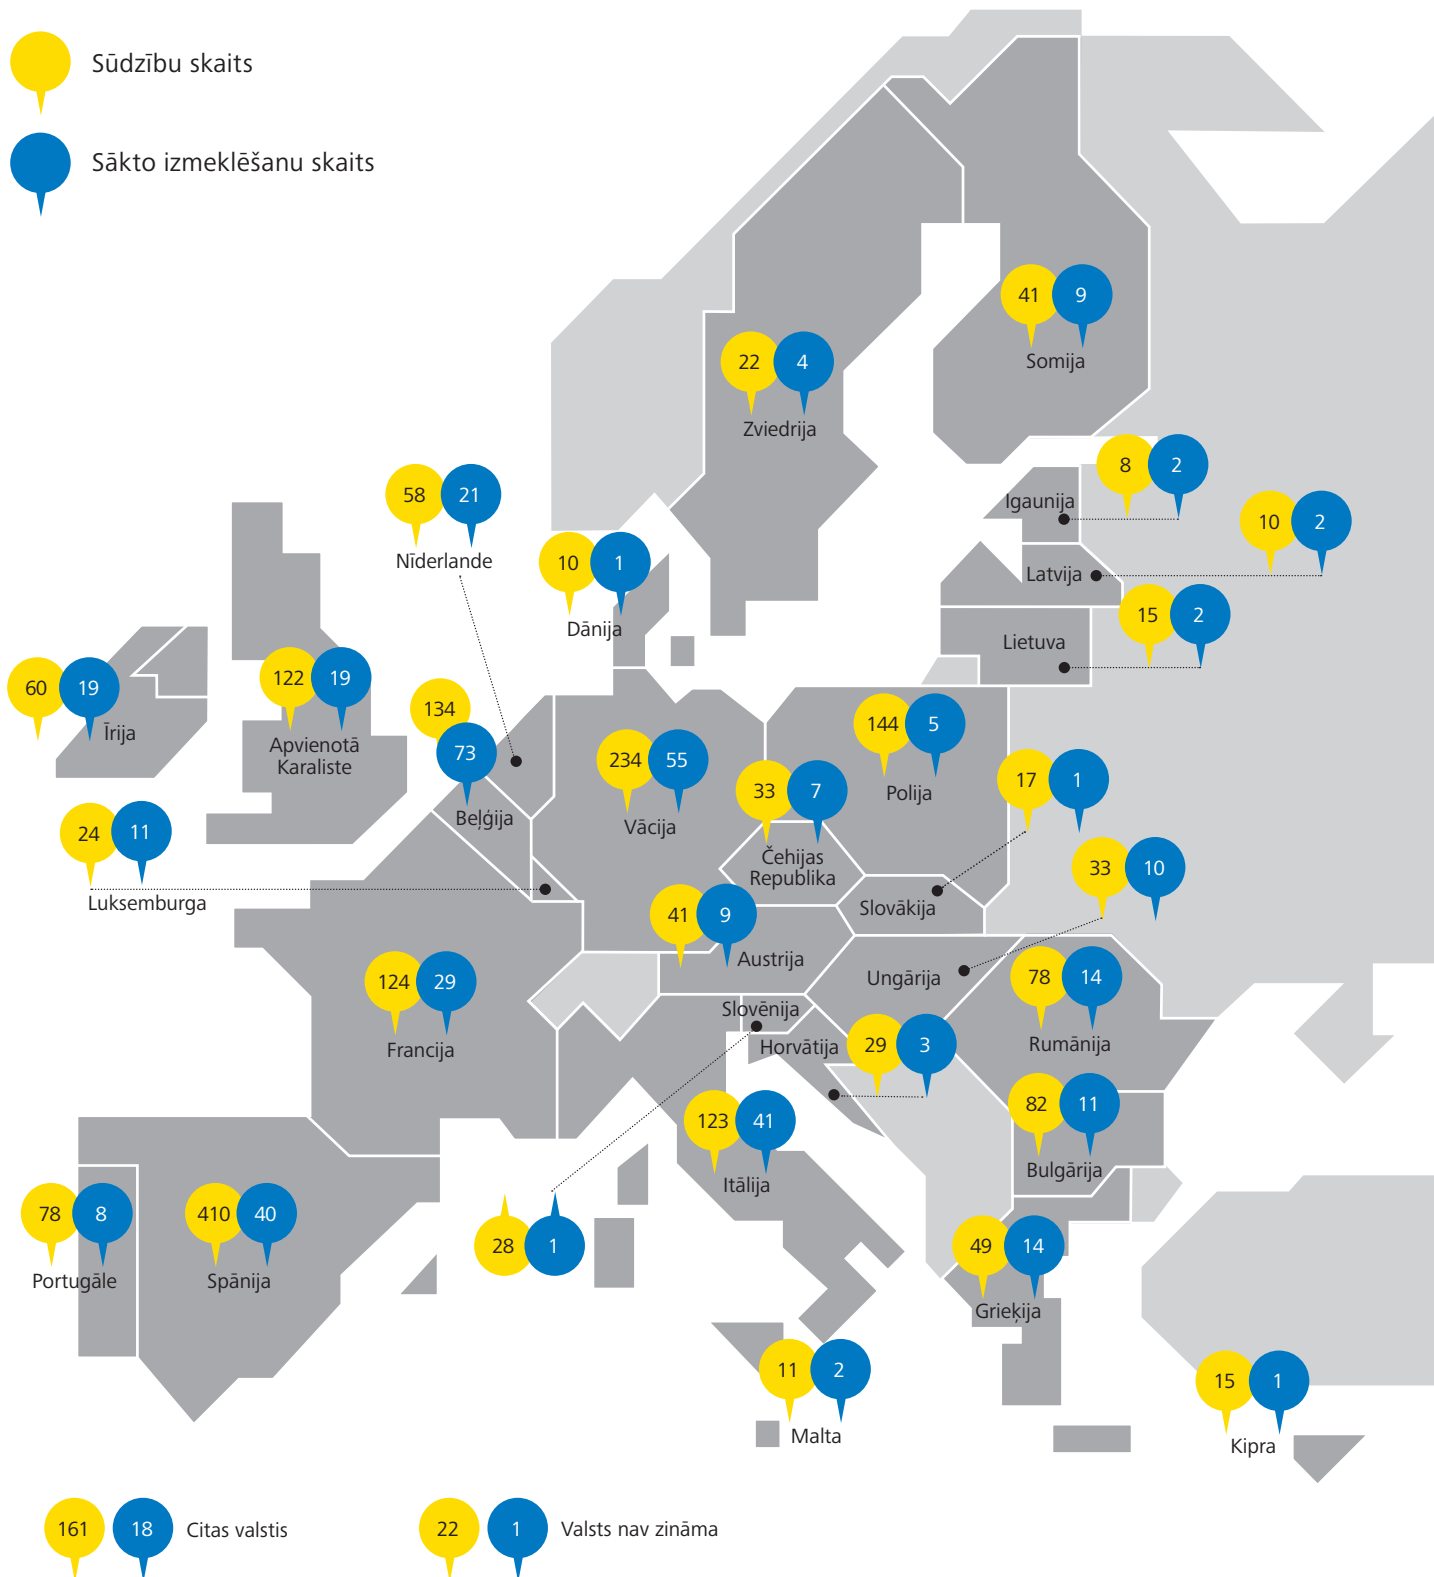 Sūdzību skaits
Sākto izmeklēšanu skaits
41 9
Somija
22 4
Zviedrija
8 2
Igaunija
58 21
Nīderlande
10 2
Latvija
10 1
Dānija
15 2
Lietuva
60 19
Īrija
122 19
Apvienotā
Karaliste
134
73
Beļģija
234 55
Vācija
144 5
Polija
33 7
Čehijas
Republika
17 1
Slovākija
24 11
Luksemburga
33 10
Ungārija
41 9
Austrija
124 29
Francija
78 14
Rumānija
Slovēnija
28 1
Horvātija
29 3
123 41
Itālija
82 11
Bulgārija
78 8
Portugāle
410 40
Spānija
49 14
Grieķija
11 2
Malta
15 1
Kipra
161 18 Citas valstis
22 1 Valsts nav zināma